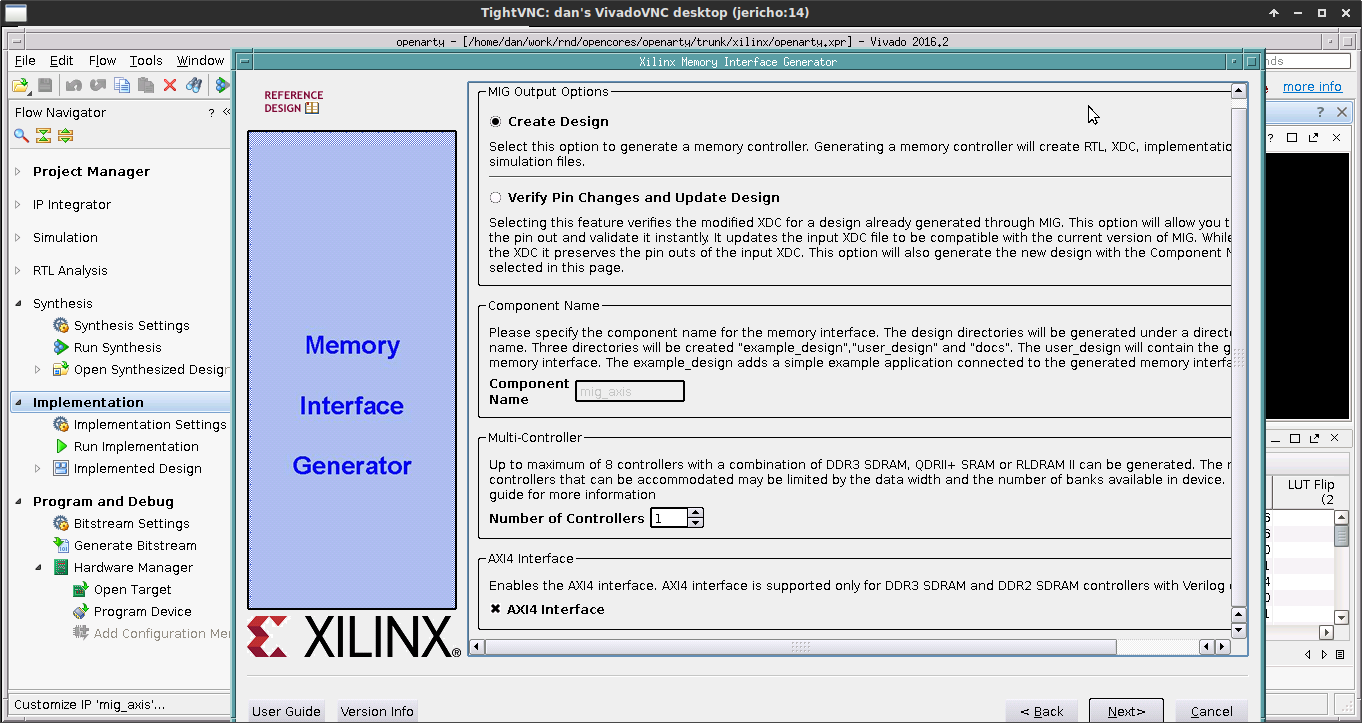 TightVNC: dan's VivadoVNC desktop (jericho:14)
openarty - [/home/dan/work/rnd/opencores/openarty/trunk/xilinx/openarty.xpr] - Vivado 2016.2
File Edit Flow Tools Window
Xilinx Memory Interface Generator
more info
Flow Navigator
Project Manager
IP Integrator
Simulation
RTL Analysis
Synthesis
Synthesis Settings
Run Synthesis
Open Synthesized Design
Implementation
Implementation Settings
Run Implementation
Implemented Design
Program and Debug
Bitstream Settings
Generate Bitstream
Hardware Manager
Open Target
Program Device
Add Configuration Me
Customize IP 'mig_axis'...
REFERENCE
DESIGN
Memory
Interface
Generator
XILINX®
MIG Output Options
Create Design
Select this option to generate a memory controller. Generating a memory controller will create RTL, XDC, implementatio
simulation files.
Verify Pin Changes and Update Design
Selecting this feature verifies the modified XDC for a design already generated through MIG. This option will allow you t
the pin out and validate it instantly. It updates the input XDC file to be compatible with the current version of MIG. While
the XDC it preserves the pin outs of the input XDC. This option will also generate the new design with the Component N
selected in this page.
Component Name
Please specify the component name for the memory interface. The design directories will be generated under a direct
name. Three directories will be created "example_design","user_design" and "docs". The user_design will contain the g
memory interface. The example_design adds a simple example application connected to the generated memory interfa
Component
Name
mig_axis
Multi-Controller
Up to maximum of 8 controllers with a combination of DDR3 SDRAM, QDRII+ SRAM or RLDRAM II can be generated. The
controllers that can be accommodated may be limited by the data width and the number of banks available in device.
guide for more information
Number of Controllers 1
AXI4 Interface
Enables the AXI4 interface. AXI4 interface is supported only for DDR3 SDRAM and DDR2 SDRAM controllers with Verilog
AXI4 Interface
User Guide
Version Info
< Back
Next>
Cancel
LUT Flip
(2